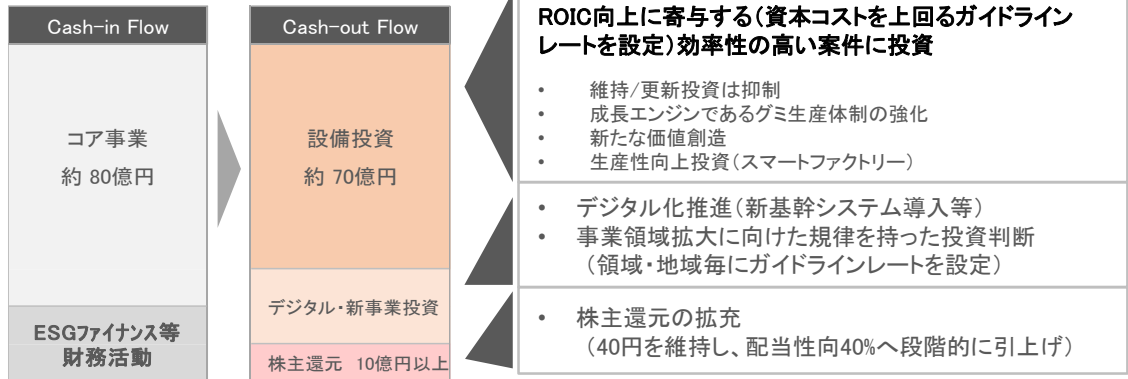 Cash-in Flow
コア事業
約 80億円
ESGファイナンス等
財務活動
Cash-out Flow
設備投資
約 70億円
デジタル・新事業投資
株主還元 10億円以上
ROIC向上に寄与する（資本コストを上回るガイドライン
レートを設定）効率性の高い案件に投資
• 維持/更新投資は抑制
• 成長エンジンであるグミ生産体制の強化
• 新たな価値創造
• 生産性向上投資（スマートファクトリー）
• デジタル化推進（新基幹システム導入等）
• 事業領域拡大に向けた規律を持った投資判断
（領域・地域毎にガイドラインレートを設定）
• 株主還元の拡充
（40円を維持し、配当性向40%へ段階的に引上げ）